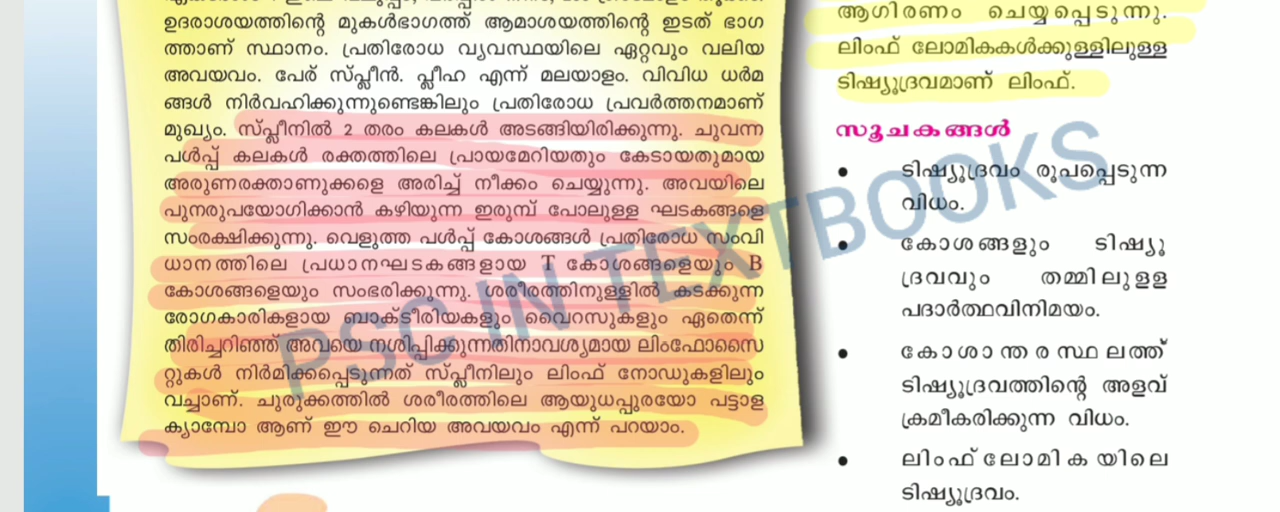 ഉദരാശയത്തിന്റെ മുകൾഭാഗത്ത് ആമാശയത്തിന്റെ ഇടത് ഭാഗ
ത്താണ് സ്ഥാനം. പ്രതിരോധ വ്യവസ്ഥയിലെ ഏറ്റവും വലിയ
അവയവം. പേര് സ്പ്ലീൻ. പ്ലീഹ എന്ന് മലയാളം. വിവിധ ധർമ
ങ്ങൾ നിർവഹിക്കുന്നുണ്ടെങ്കിലും പ്രതിരോധ പ്രവർത്തനമാണ്
മുഖ്യം. സ്പ്ലീനിൽ 2 തരം കലകൾ അടങ്ങിയിരിക്കുന്നു. ചുവന്ന
പൾപ്പ് കലകൾ രക്തത്തിലെ പ്രായമേറിയതും കേടായതുമായ
അരുണരക്താണുക്കളെ അരിച്ച് നീക്കം ചെയ്യുന്നു. അവയിലെ
പുനരുപയോഗിക്കാൻ കഴിയുന്ന ഇരുമ്പ് പോലുള്ള ഘടകങ്ങളെ
സംരക്ഷിക്കുന്നു. വെളുത്ത പൾപ്പ് കോശങ്ങൾ പ്രതിരോധ സംവി
ധാനത്തിലെ പ്രധാനഘടകങ്ങളായ T കോശങ്ങളെയും B
കോശങ്ങളെയും സംഭരിക്കുന്നു. ശരീരത്തിനുള്ളിൽ കടക്കുന്ന
രോഗകാരികളായ ബാക്ടീരിയകളും വൈറസുകളും ഏതെന്ന്
തിരിച്ചറിഞ്ഞ് അവയെ നശിപ്പിക്കുന്നതിനാവശ്യമായ ലിംഫോസൈ
റ്റുകൾ നിർമിക്കപ്പെടുന്നത് സ്പ്ലീനിലും ലിംഫ് നോഡുകളിലും
വച്ചാണ്. ചുരുക്കത്തിൽ ശരീരത്തിലെ ആയുധപ്പുരയോ പട്ടാള
ക്യാമ്പോ ആണ് ഈ ചെറിയ അവയവം എന്ന് പറയാം.
ആഗിരണം ചെയ്യപ്പെടുന്നു.
ലിംഫ് ലോമികകൾക്കുള്ളിലുള്ള
ടിഷ്യൂദ്രവമാണ് ലിംഫ്.
സൂചകങ്ങൾ
• ടിഷ്യൂദ്രവം രൂപപ്പെടുന്ന
വിധം.
• കോശങ്ങളും ടിഷ്യൂ
ദ്രവവും തമ്മിലുളള
പദാർത്ഥവിനിമയം.
• കോശാന്തരസ്ഥലത്ത്
ടിഷ്യൂദ്രവത്തിന്റെ അളവ്
ക്രമീകരിക്കുന്ന വിധം.
• ലിംഫ് ലോമികയിലെ
ടിഷ്യൂദ്രവം.
PSC IN TEXTBOOKS